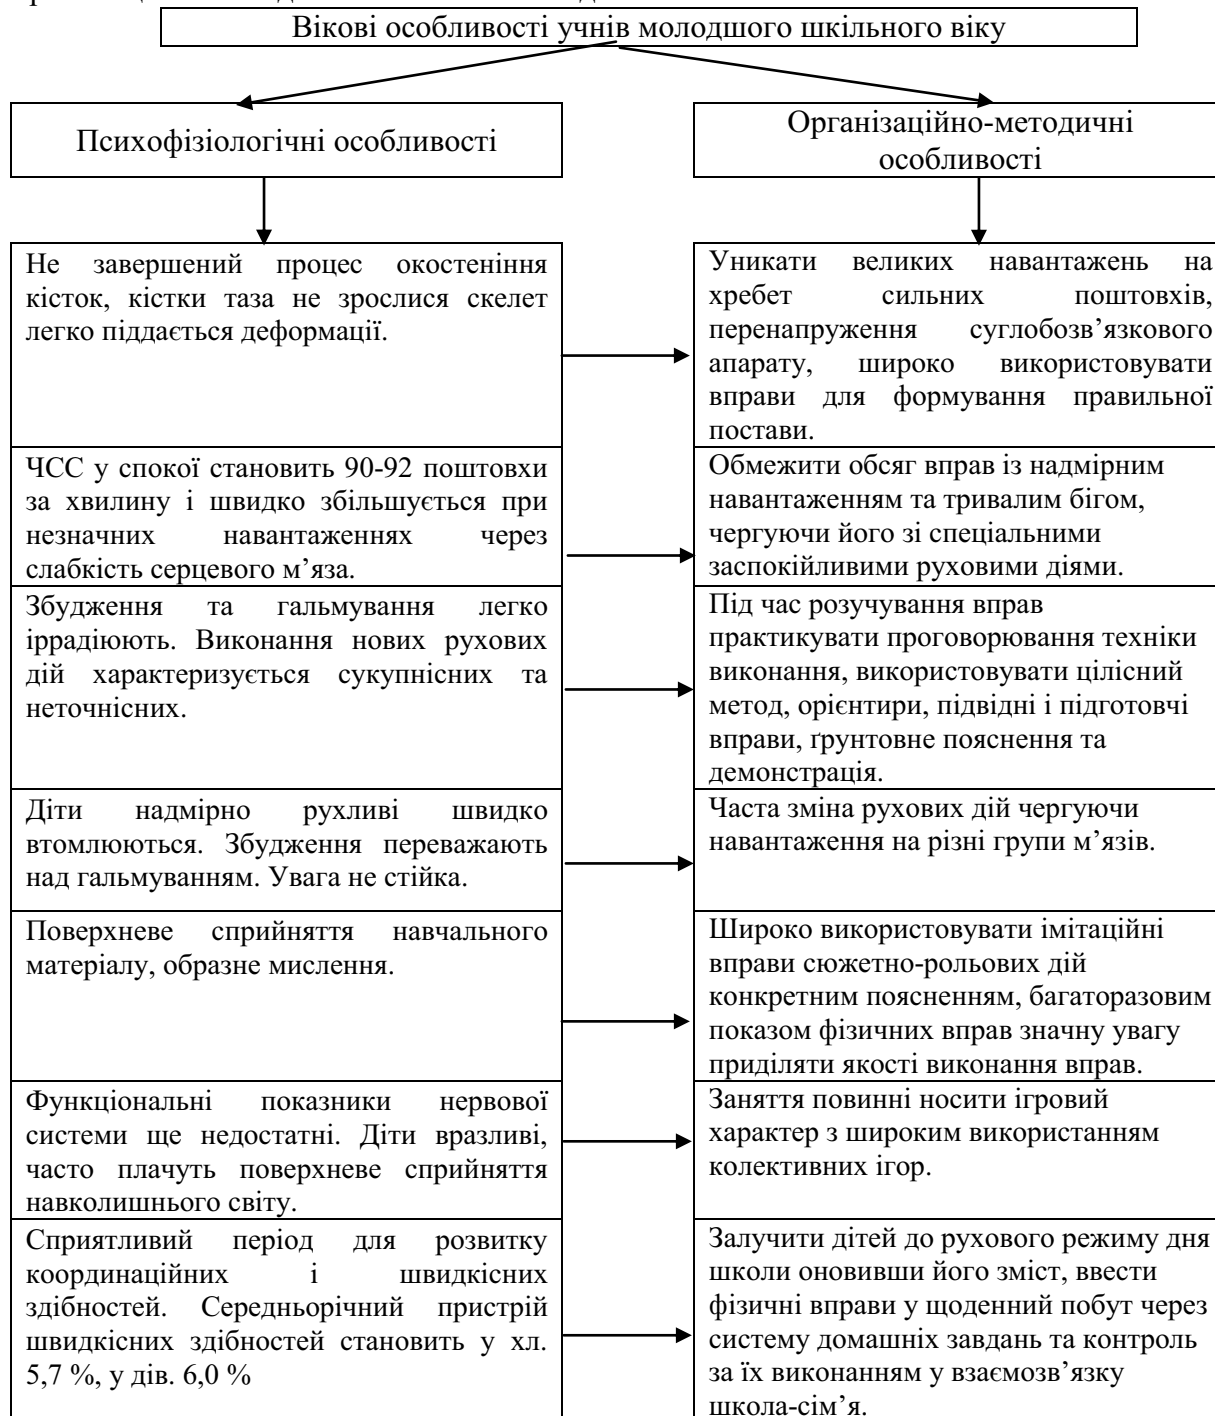 Вікові особливості учнів молодшого шкільного віку
Психофізіологічні особливості
Організаційно-методичні
особливості
Не завершений процес окостеніння
кісток, кістки таза не зрослися скелет
легко піддається деформації.
Уникати великих навантажень на
хребет сильних поштовхів,
перенапруження суглобозв’язкового
апарату, широко використовувати
вправи для формування правильної
постави.
ЧСС у спокої становить 90-92 поштовхи
за хвилину і швидко збільшується при
незначних навантаженнях через
слабкість серцевого м’яза.
Обмежити обсяг вправ із надмірним
навантаженням та тривалим бігом,
чергуючи його зі спеціальними
заспокійливими руховими діями.
Збудження та гальмування легко
іррадіюють. Виконання нових рухових
дій характеризується сукупнісних та
неточнісних.
Під час розучування вправ
практикувати проговорювання техніки
виконання, використовувати цілісний
метод, орієнтири, підвідні і підготовчі
вправи, ґрунтовне пояснення та
демонстрація.
Діти надмірно рухливі швидко
втомлюються. Збудження переважають
над гальмуванням. Увага не стійка.
Часта зміна рухових дій чергуючи
навантаження на різні групи м’язів.
Поверхневе сприйняття навчального
матеріалу, образне мислення.
Широко використовувати імітаційні
вправи сюжетно-рольових дій
конкретним поясненням, багаторазовим
показом фізичних вправ значну увагу
приділяти якості виконання вправ.
Функціональні показники нервової
системи ще недостатні. Діти вразливі,
часто плачуть поверхневе сприйняття
навколишнього світу.
Заняття повинні носити ігровий
характер з широким використанням
колективних ігор.
Сприятливий період для розвитку
координаційних і швидкісних
здібностей. Середньорічний пристрій
швидкісних здібностей становить у хл.
5,7 %, у дів. 6,0 %
Залучити дітей до рухового режиму дня
школи оновивши його зміст, ввести
фізичні вправи у щоденний побут через
систему домашніх завдань та контроль
за їх виконанням у взаємозв’язку
школа-сім’я.